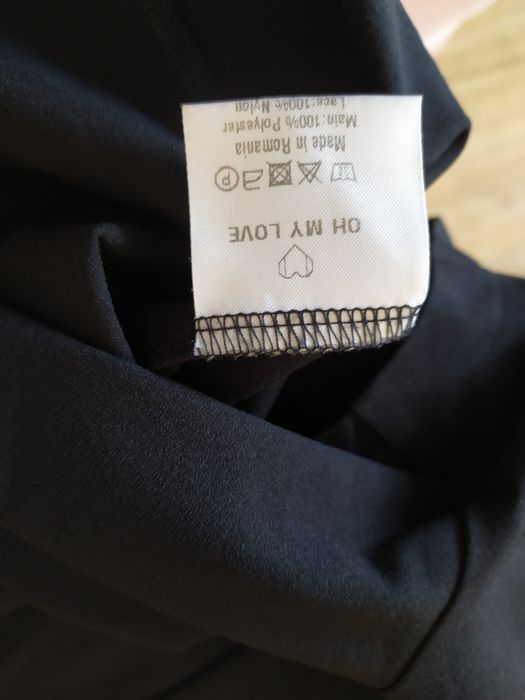 OH MY LOVE
P
Made in Romania
Main:100% Polyester
Lace:100% Nylon